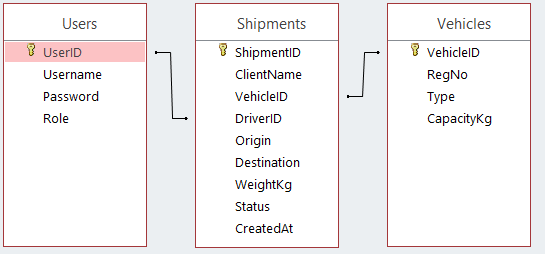 Users
UserID
Username
Password
Role
Shipments
ShipmentID
ClientName
VehicleID
DriverID
Origin
Destination
WeightKg
Status
CreatedAt
Vehicles
VehicleID
RegNo
Type
CapacityKg